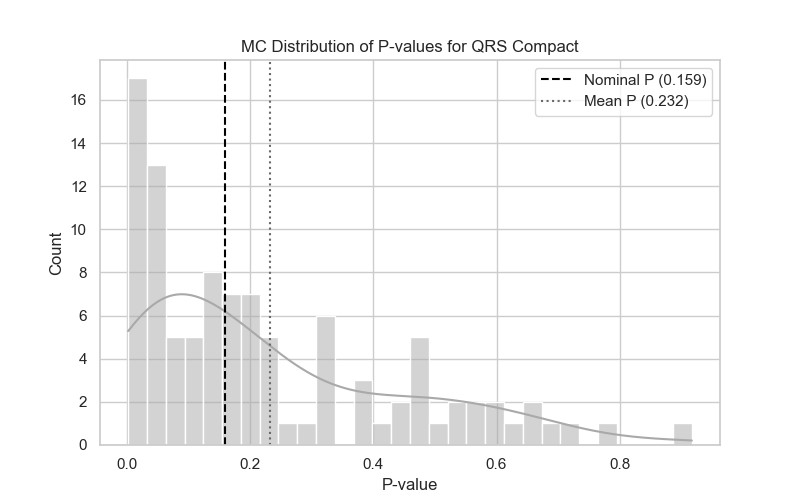 MC Distribution of P-values for QRS Compact
Nominal P (0.159)
Mean P (0.232)
Count
16
14
12
10
8
6
4
2
0
0.0 0.2 0.4 0.6 0.8
P-value